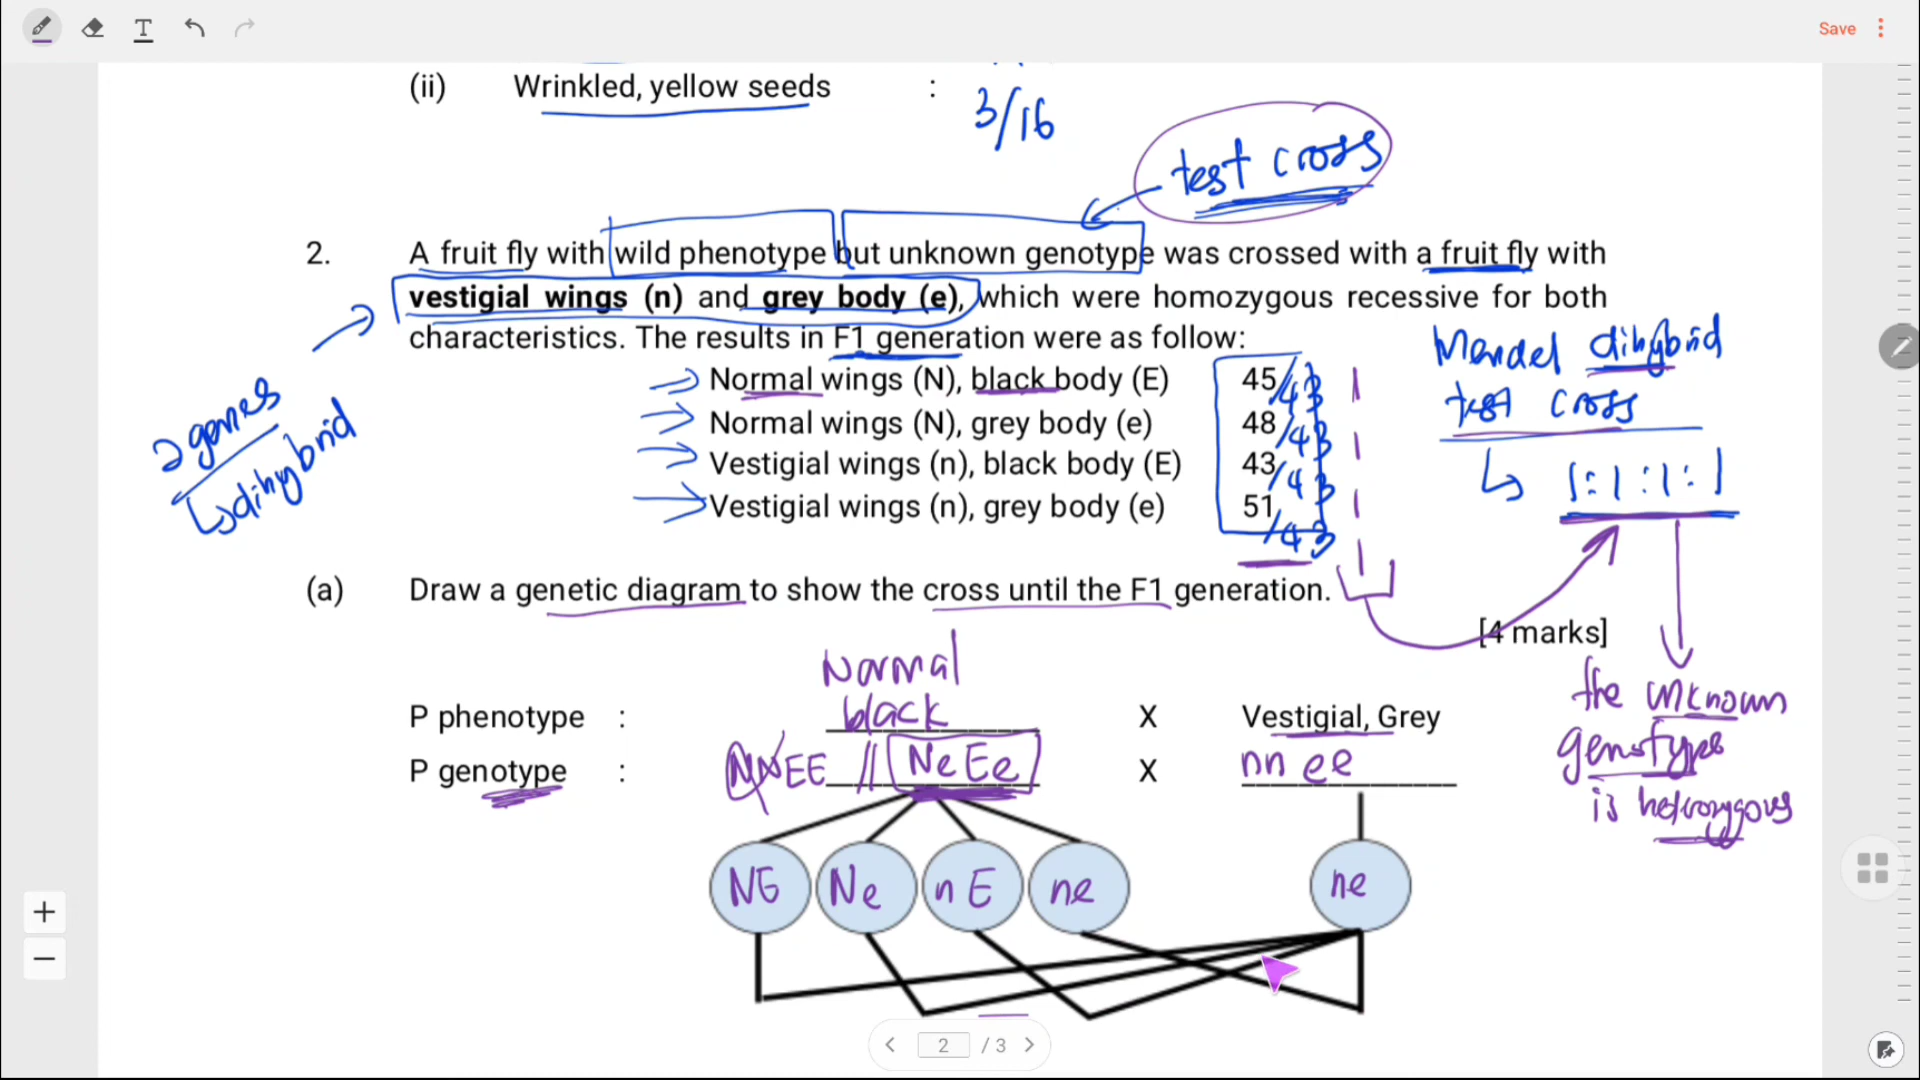 T
Save
(ii) Wrinkled, yellow seeds :
3/16
test cross
2. A fruit fly with wild phenotype but unknown genotype was crossed with a fruit fly with
vestigial wings (n) and grey body (e), which were homozygous recessive for both
characteristics. The results in F1 generation were as follow:
Mendel dihybrid
test cross
↳ 1:1:1:1
Normal wings (N), black body (E) 45/43
Normal wings (N), grey body (e) 48/43
Vestigial wings (n), black body (E) 43/43
Vestigial wings (n), grey body (e) 51/43
2 genes
↳ dihybrid
(a) Draw a genetic diagram to show the cross until the F1 generation.
[4 marks]
the unknown
genotype
is heterozygous
Normal
black
P phenotype : X Vestigial, Grey
P genotype : NNEE // NeEe X nn ee
NE Ne nE ne ne
2 / 3